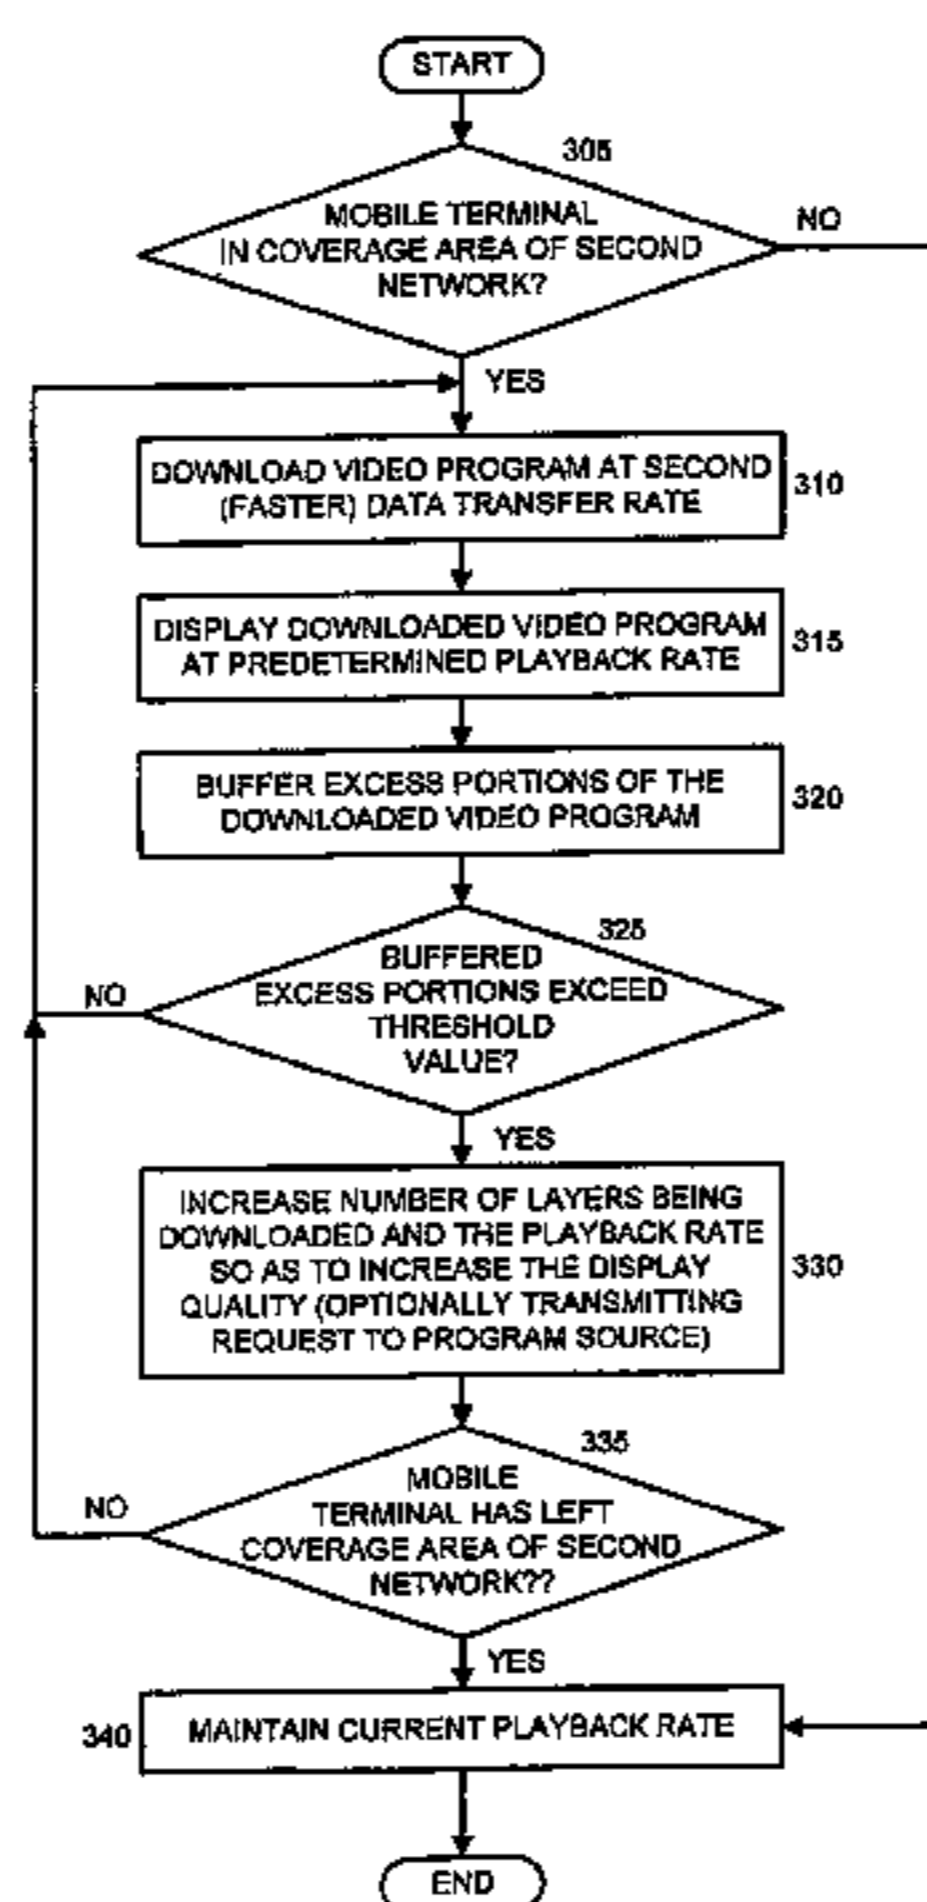 START
305
MOBILE TERMINAL
IN COVERAGE AREA OF SECOND
NETWORK?
NO
YES
DOWNLOAD VIDEO PROGRAM AT SECOND
(FASTER) DATA TRANSFER RATE
310
DISPLAY DOWNLOADED VIDEO PROGRAM
AT PREDETERMINED PLAYBACK RATE
315
BUFFER EXCESS PORTIONS OF THE
DOWNLOADED VIDEO PROGRAM
320
325
BUFFERED
EXCESS PORTIONS EXCEED
THRESHOLD
VALUE?
NO
YES
INCREASE NUMBER OF LAYERS BEING
DOWNLOADED AND THE PLAYBACK RATE
SO AS TO INCREASE THE DISPLAY
QUALITY (OPTIONALLY TRANSMITTING
REQUEST TO PROGRAM SOURCE)
330
335
MOBILE
TERMINAL HAS LEFT
COVERAGE AREA OF SECOND
NETWORK??
NO
YES
340
MAINTAIN CURRENT PLAYBACK RATE
END